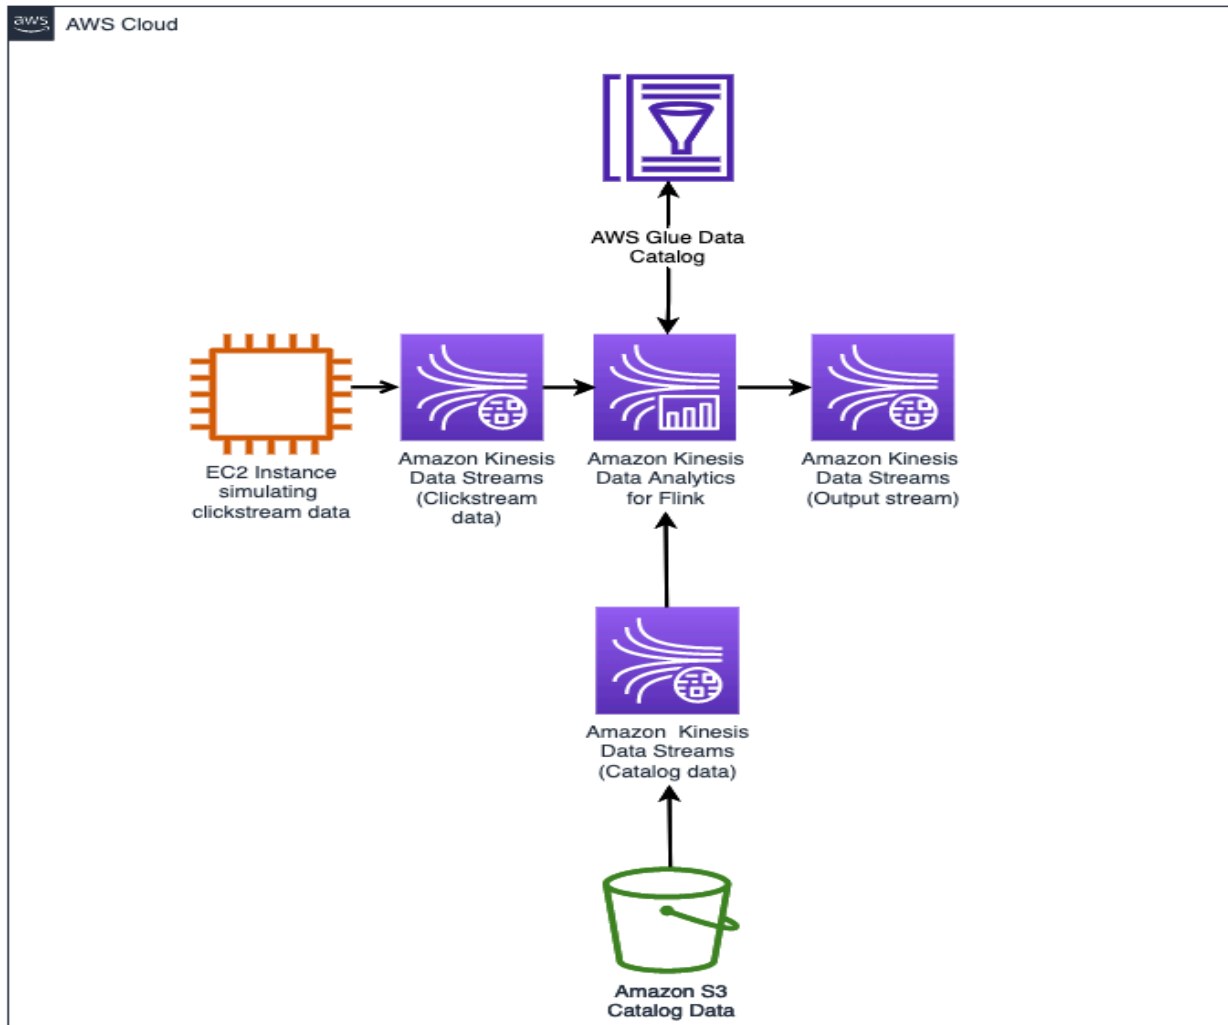 aws
AWS Cloud
AWS Glue Data
Catalog
EC2 Instance
simulating
clickstream data
Amazon Kinesis
Data Streams
(Clickstream
data)
Amazon Kinesis
Data Analytics
for Flink
Amazon Kinesis
Data Streams
(Output stream)
Amazon  Kinesis
Data Streams
(Catalog data)
Amazon S3
Catalog Data